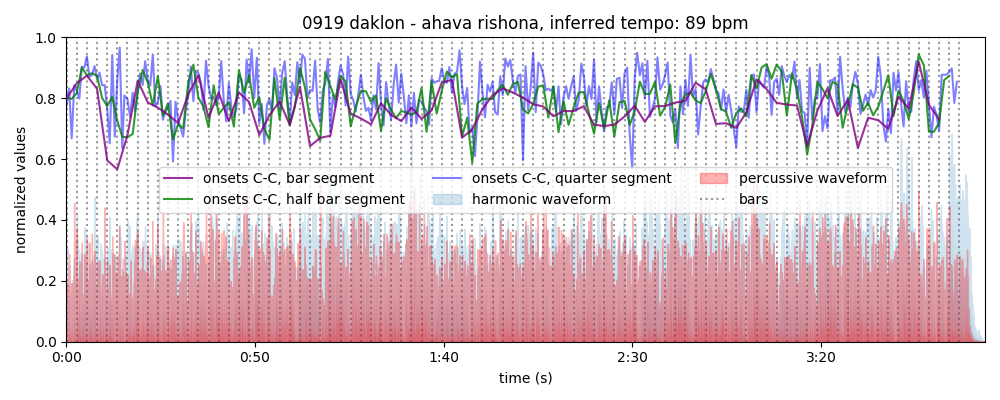 0919 daklon - ahava rishona, inferred tempo: 89 bpm
1.0
0.8
0.6
0.4
0.2
0.0
normalized values
onsets C-C, bar segment
onsets C-C, half bar segment
onsets C-C, quarter segment
harmonic waveform
percussive waveform
bars
0:00 0:50 1:40 2:30 3:20
time (s)